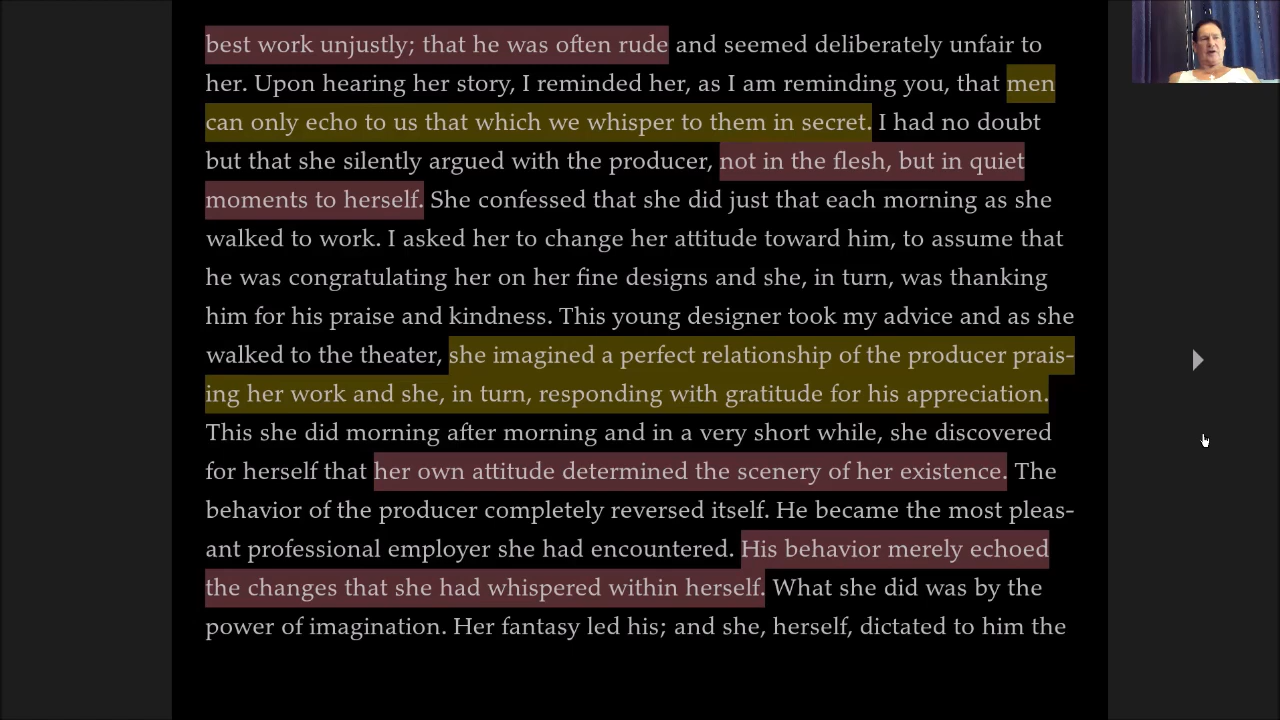 best work unjustly; that he was often rude and seemed deliberately unfair to
her. Upon hearing her story, I reminded her, as I am reminding you, that men
can only echo to us that which we whisper to them in secret. I had no doubt
but that she silently argued with the producer, not in the flesh, but in quiet
moments to herself. She confessed that she did just that each morning as she
walked to work. I asked her to change her attitude toward him, to assume that
he was congratulating her on her fine designs and she, in turn, was thanking
him for his praise and kindness. This young designer took my advice and as she
walked to the theater, she imagined a perfect relationship of the producer prais-
ing her work and she, in turn, responding with gratitude for his appreciation.
This she did morning after morning and in a very short while, she discovered
for herself that her own attitude determined the scenery of her existence. The
behavior of the producer completely reversed itself. He became the most pleas-
ant professional employer she had encountered. His behavior merely echoed
the changes that she had whispered within herself. What she did was by the
power of imagination. Her fantasy led his; and she, herself, dictated to him the